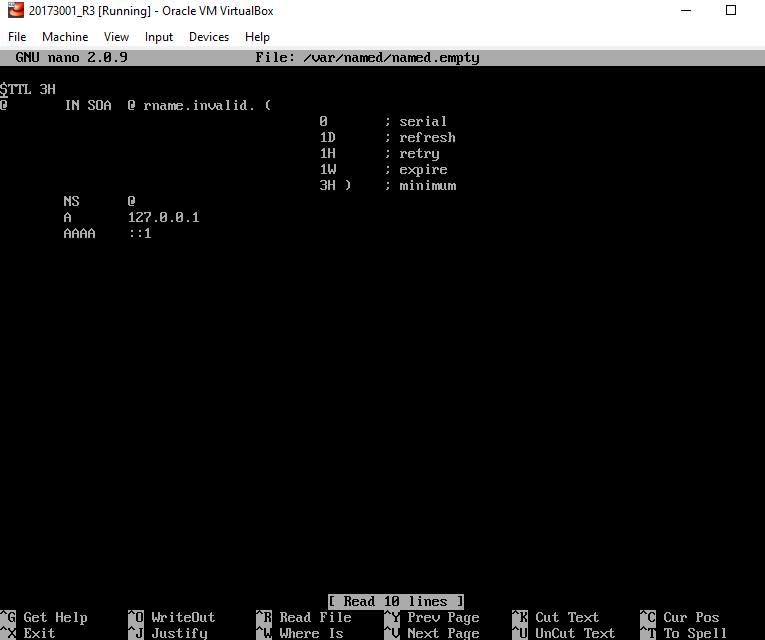 20173001_R3 [Running] - Oracle VM VirtualBox
File Machine View Input Devices Help
GNU nano 2.0.9 File: /var/named/named.empty
$TTL 3H
@ IN SOA @ rname.invalid. (
0 ; serial
1D ; refresh
1H ; retry
1W ; expire
3H ) ; minimum
NS @
A 127.0.0.1
AAAA ::1
[ Read 10 lines ]
^G Get Help ^O WriteOut ^R Read File ^Y Prev Page ^K Cut Text ^C Cur Pos
^X Exit ^J Justify ^W Where Is ^V Next Page ^U UnCut Text ^T To Spell